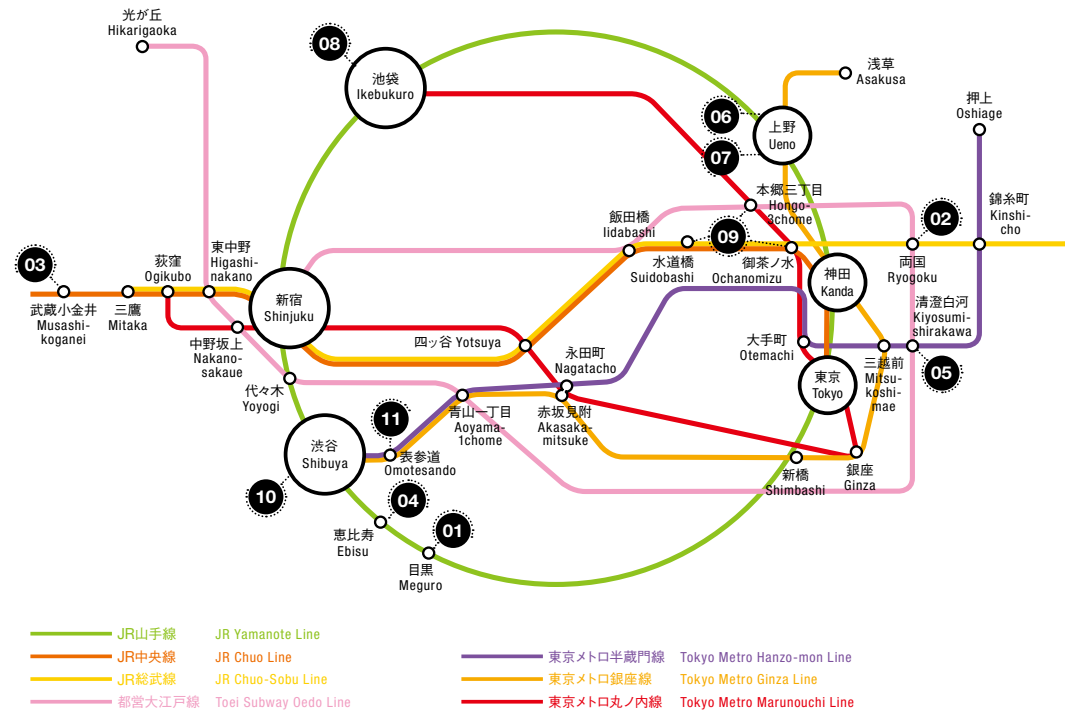 光が丘
Hikarigaoka
08
池袋
Ikebukuro
浅草
Asakusa
押上
Oshiage
06
上野
Ueno
07
本郷三丁目
Hongo-
3chome
錦糸町
Kinshi-
cho
02
両国
Ryogoku
飯田橋
Iidabashi
09
水道橋
Suidobashi
御茶ノ水
Ochanomizu
神田
Kanda
清澄白河
Kiyosumi-
shirakawa
03
武蔵小金井
Musashi-
koganei
三鷹
Mitaka
荻窪
Ogikubo
東中野
Higashi-
nakano
新宿
Shinjuku
中野坂上
Nakano-
sakaue
四ッ谷 Yotsuya
永田町
Nagatacho
大手町
Otemachi
三越前
Mitsu-
koshi-
mae
05
代々木
Yoyogi
東京
Tokyo
青山一丁目
Aoyama-
1chome
赤坂見附
Akasaka-
mitsuke
11
表参道
Omotesando
渋谷
Shibuya
10
新橋
Shimbashi
銀座
Ginza
04
恵比寿
Ebisu
01
目黒
Meguro
JR山手線 JR Yamanote Line
JR中央線 JR Chuo Line
JR総武線 JR Chuo-Sobu Line
都営大江戸線 Toei Subway Oedo Line
東京メトロ半蔵門線 Tokyo Metro Hanzo-mon Line
東京メトロ銀座線 Tokyo Metro Ginza Line
東京メトロ丸ノ内線 Tokyo Metro Marunouchi Line